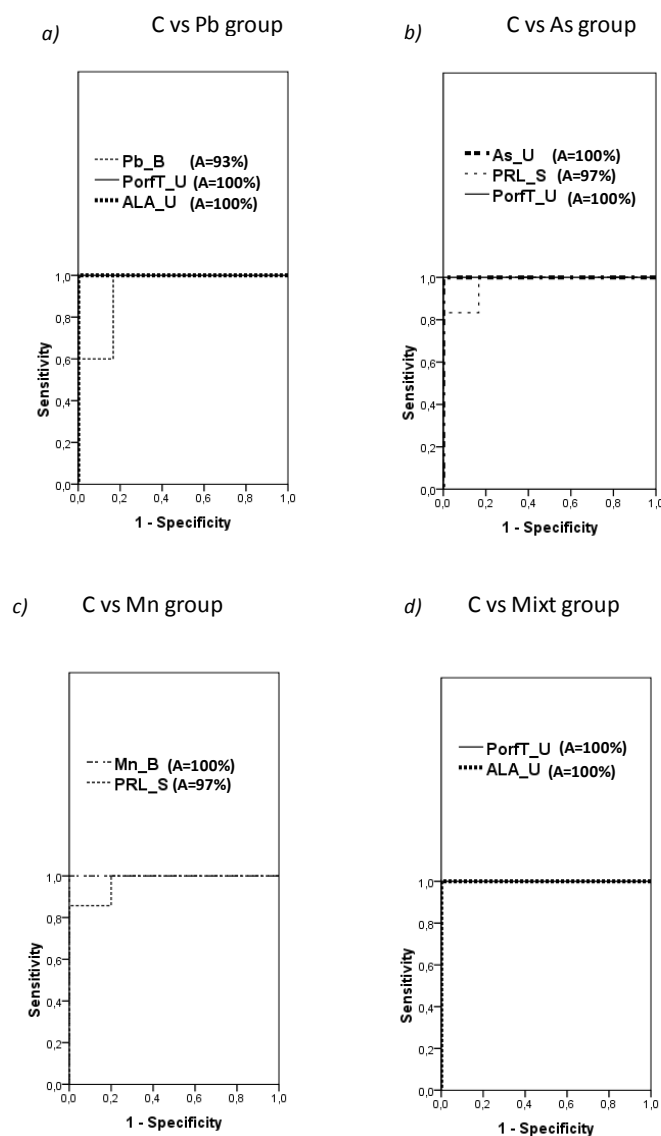 a) C vs Pb group
Pb_B (A=93%)
PorfT_U (A=100%)
ALA_U (A=100%)
1,0
0,8
0,6
0,4
0,2
0,0
Sensitivity
0,0 0,2 0,4 0,6 0,8 1,0
1 - Specificity
b) C vs As group
As_U (A=100%)
PRL_S (A=97%)
PorfT_U (A=100%)
1,0
0,8
0,6
0,4
0,2
0,0
Sensitivity
0,0 0,2 0,4 0,6 0,8 1,0
1 - Specificity
c) C vs Mn group
Mn_B (A=100%)
PRL_S (A=97%)
1,0
0,8
0,6
0,4
0,2
0,0
Sensitivity
0,0 0,2 0,4 0,6 0,8 1,0
1 - Specificity
d) C vs Mixt group
PorfT_U (A=100%)
ALA_U (A=100%)
1,0
0,8
0,6
0,4
0,2
0,0
Sensitivity
0,0 0,2 0,4 0,6 0,8 1,0
1 - Specificity